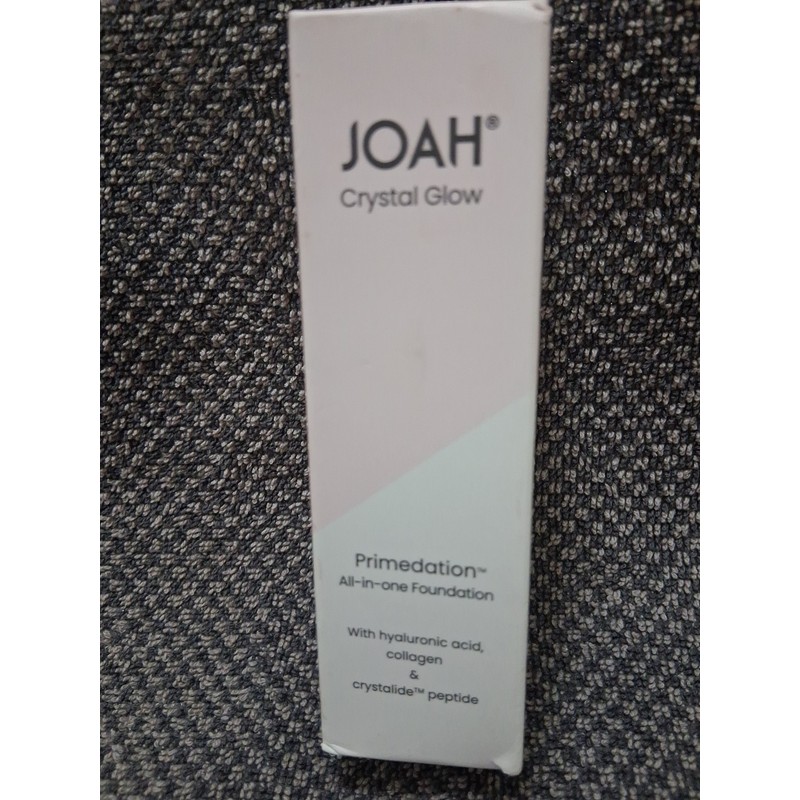 JOAH®
Crystal Glow
Primedation™
All-in-one Foundation
With hyaluronic acid,
collagen
&
crystalide™ peptide